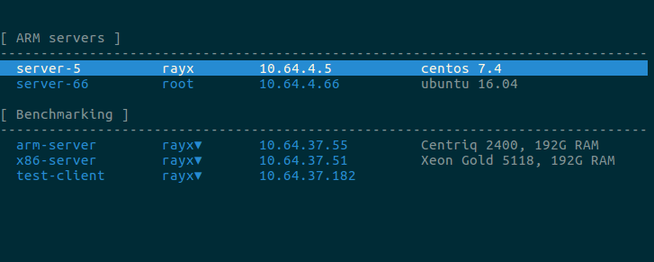 [ ARM servers ]
server-5 rayx 10.64.4.5 centos 7.4
server-66 root 10.64.4.66 ubuntu 16.04
[ Benchmarking ]
arm-server rayx▼ 10.64.37.55 Centriq 2400, 192G RAM
x86-server rayx▼ 10.64.37.51 Xeon Gold 5118, 192G RAM
test-client rayx▼ 10.64.37.182